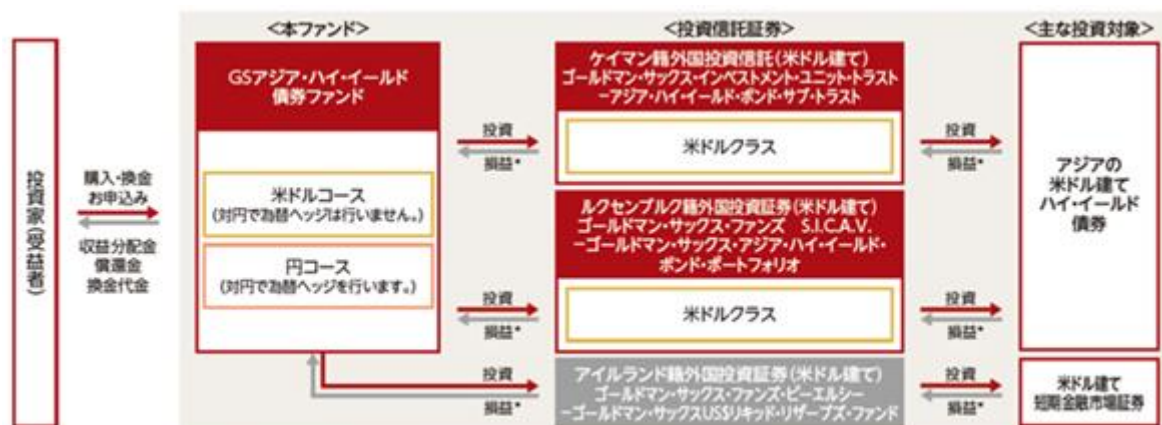 <本ファンド>
<投資信託証券>
<主な投資対象>
投資家(受益者)
購入・換金
お申込み
収益分配金
償還金
換金代金
GSアジア・ハイ・イールド
債券ファンド
米ドルコース
(対円で為替ヘッジは行いません。)
円コース
(対円で為替ヘッジを行います。)
投資
損益*
投資
損益*
投資
損益*
ケイマン籍外国投資信託(米ドル建て)
ゴールドマン・サックス・インベストメント・ユニット・トラスト
−アジア・ハイ・イールド・ボンド・サブ・トラスト
米ドルクラス
ルクセンブルク籍外国投資証券(米ドル建て)
ゴールドマン・サックス・ファンズ S.I.C.A.V.
−ゴールドマン・サックス・アジア・ハイ・イールド・
ボンド・ポートフォリオ
米ドルクラス
アイルランド籍外国投資証券(米ドル建て)
ゴールドマン・サックス・ファンズ・ピーエルシー
−ゴールドマン・サックスUS$リキッド・リザーブズ・ファンド
投資
損益*
投資
損益*
投資
損益*
アジアの
米ドル建て
ハイ・イールド
債券
米ドル建て
短期金融市場証券